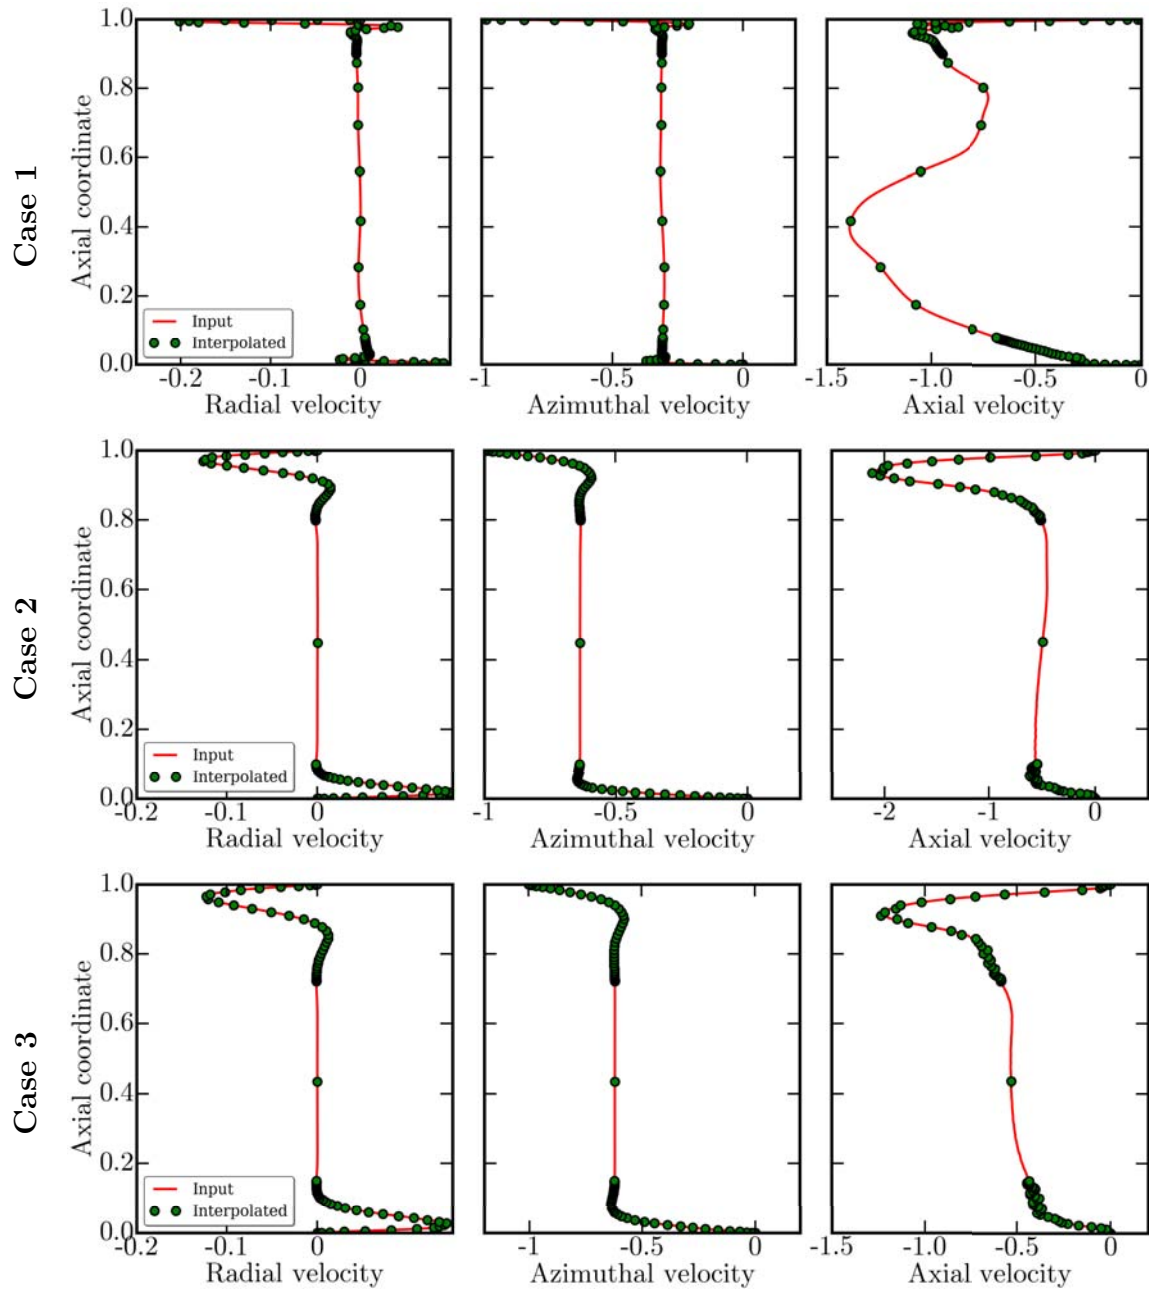 Case 1
Axial coordinate
1.0
0.8
0.6
0.4
0.2
0.0
Input
Interpolated
-0.2 -0.1 0
Radial velocity
-1 -0.5 0
Azimuthal velocity
-1.5 -1.0 -0.5 0
Axial velocity
Case 2
Axial coordinate
1.0
0.8
0.6
0.4
0.2
0.0
Input
Interpolated
-0.2 -0.1 0
Radial velocity
-1 -0.5 0
Azimuthal velocity
-2 -1 0
Axial velocity
Case 3
Axial coordinate
1.0
0.8
0.6
0.4
0.2
0.0
Input
Interpolated
-0.2 -0.1 0
Radial velocity
-1 -0.5 0
Azimuthal velocity
-1.5 -1.0 -0.5 0
Axial velocity